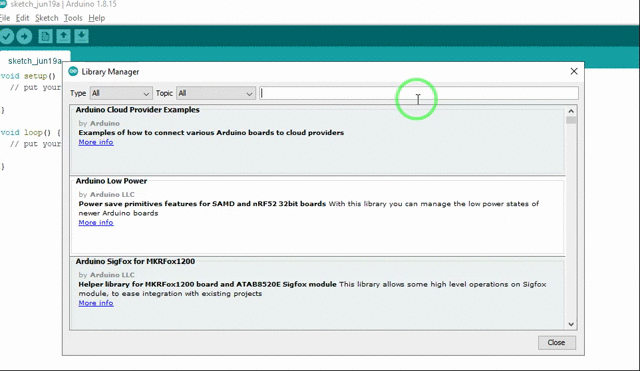 sketch_jun19a | Arduino 1.8.15
File Edit Sketch Tools Help
sketch_jun19a
void setup()
// put your
}
void loop() {
// put your
}
Library Manager
Type All Topic All
Arduino Cloud Provider Examples
by Arduino
Examples of how to connect various Arduino boards to cloud providers
More info
Arduino Low Power
by Arduino LLC
Power save primitives features for SAMD and nRF52 32bit boards With this library you can manage the low power states of
newer Arduino boards
More info
Arduino SigFox for MKRFox1200
by Arduino LLC
Helper library for MKRFox1200 board and ATAB8520E Sigfox module This library allows some high level operations on Sigfox
module, to ease integration with existing projects
More info
Close